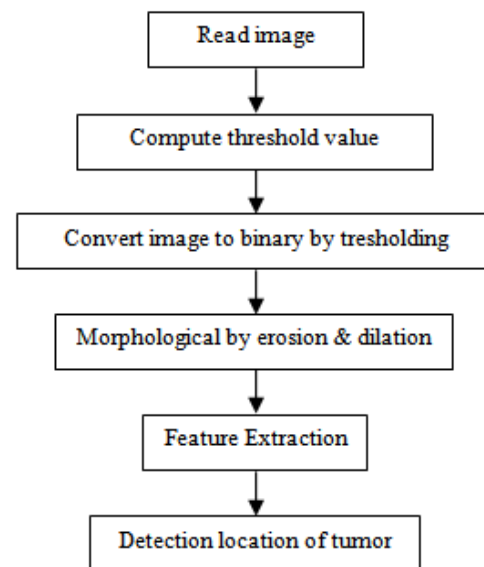 Read image
Compute threshold value
Convert image to binary by tresholding
Morphological by erosion & dilation
Feature Extraction
Detection location of tumor